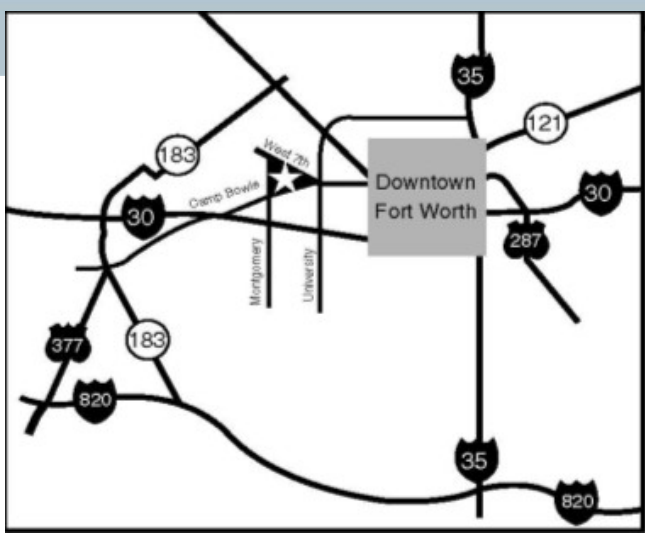 35
121
183
West 7th
Downtown
Fort Worth
30
Camp Bowie
30
287
Montgomery
University
377
183
820
35
820